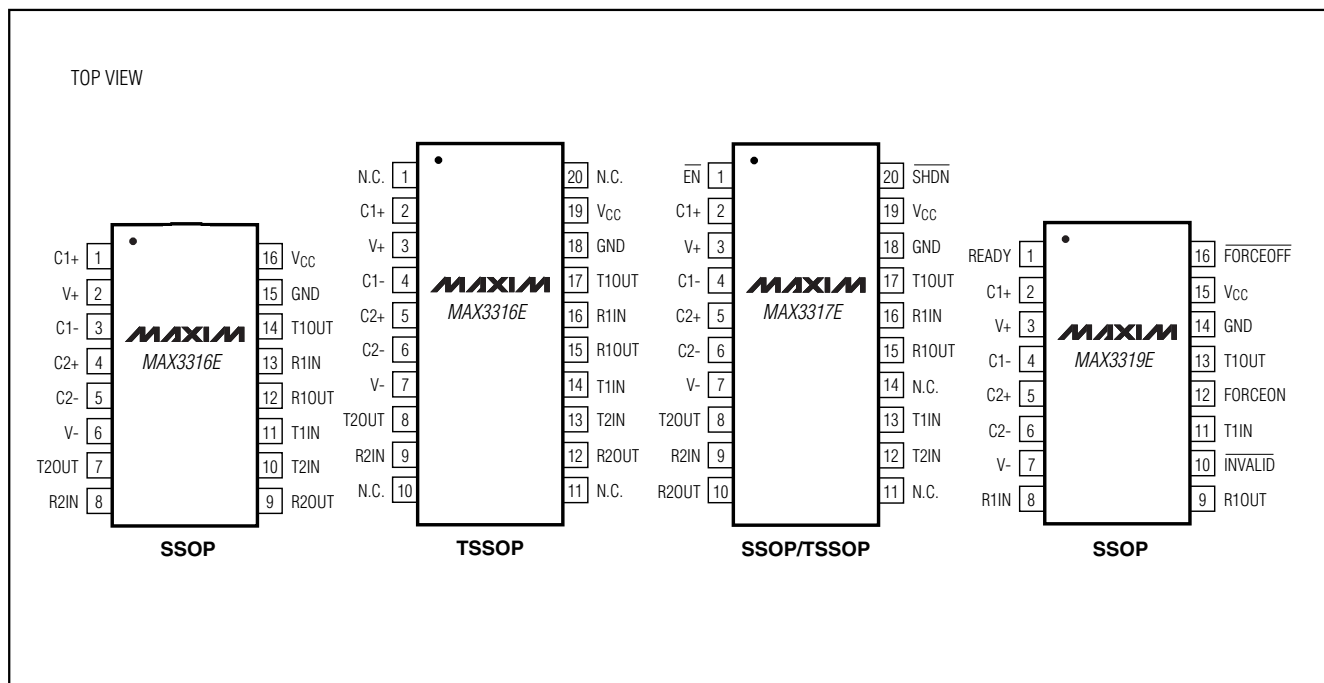 TOP VIEW
C1+ 1
V+ 2
C1- 3
C2+ 4
C2- 5
V- 6
T2OUT 7
R2IN 8
16 VCC
15 GND
14 T1OUT
13 R1IN
12 R1OUT
11 T1IN
10 T2IN
9 R2OUT
MAXIM
MAX3316E
SSOP
N.C. 1
C1+ 2
V+ 3
C1- 4
C2+ 5
C2- 6
V- 7
T2OUT 8
R2IN 9
N.C. 10
20 N.C.
19 VCC
18 GND
17 T1OUT
16 R1IN
15 R1OUT
14 T1IN
13 T2IN
12 R2OUT
11 N.C.
MAXIM
MAX3316E
TSSOP
EN 1
C1+ 2
V+ 3
C1- 4
C2+ 5
C2- 6
V- 7
T2OUT 8
R2IN 9
R2OUT 10
20 SHDN
19 VCC
18 GND
17 T1OUT
16 R1IN
15 R1OUT
14 N.C.
13 T1IN
12 T2IN
11 N.C.
MAXIM
MAX3317E
SSOP/TSSOP
READY 1
C1+ 2
V+ 3
C1- 4
C2+ 5
C2- 6
V- 7
R1IN 8
16 FORCEOFF
15 VCC
14 GND
13 T1OUT
12 FORCEON
11 T1IN
10 INVALID
9 R1OUT
MAXIM
MAX3319E
SSOP